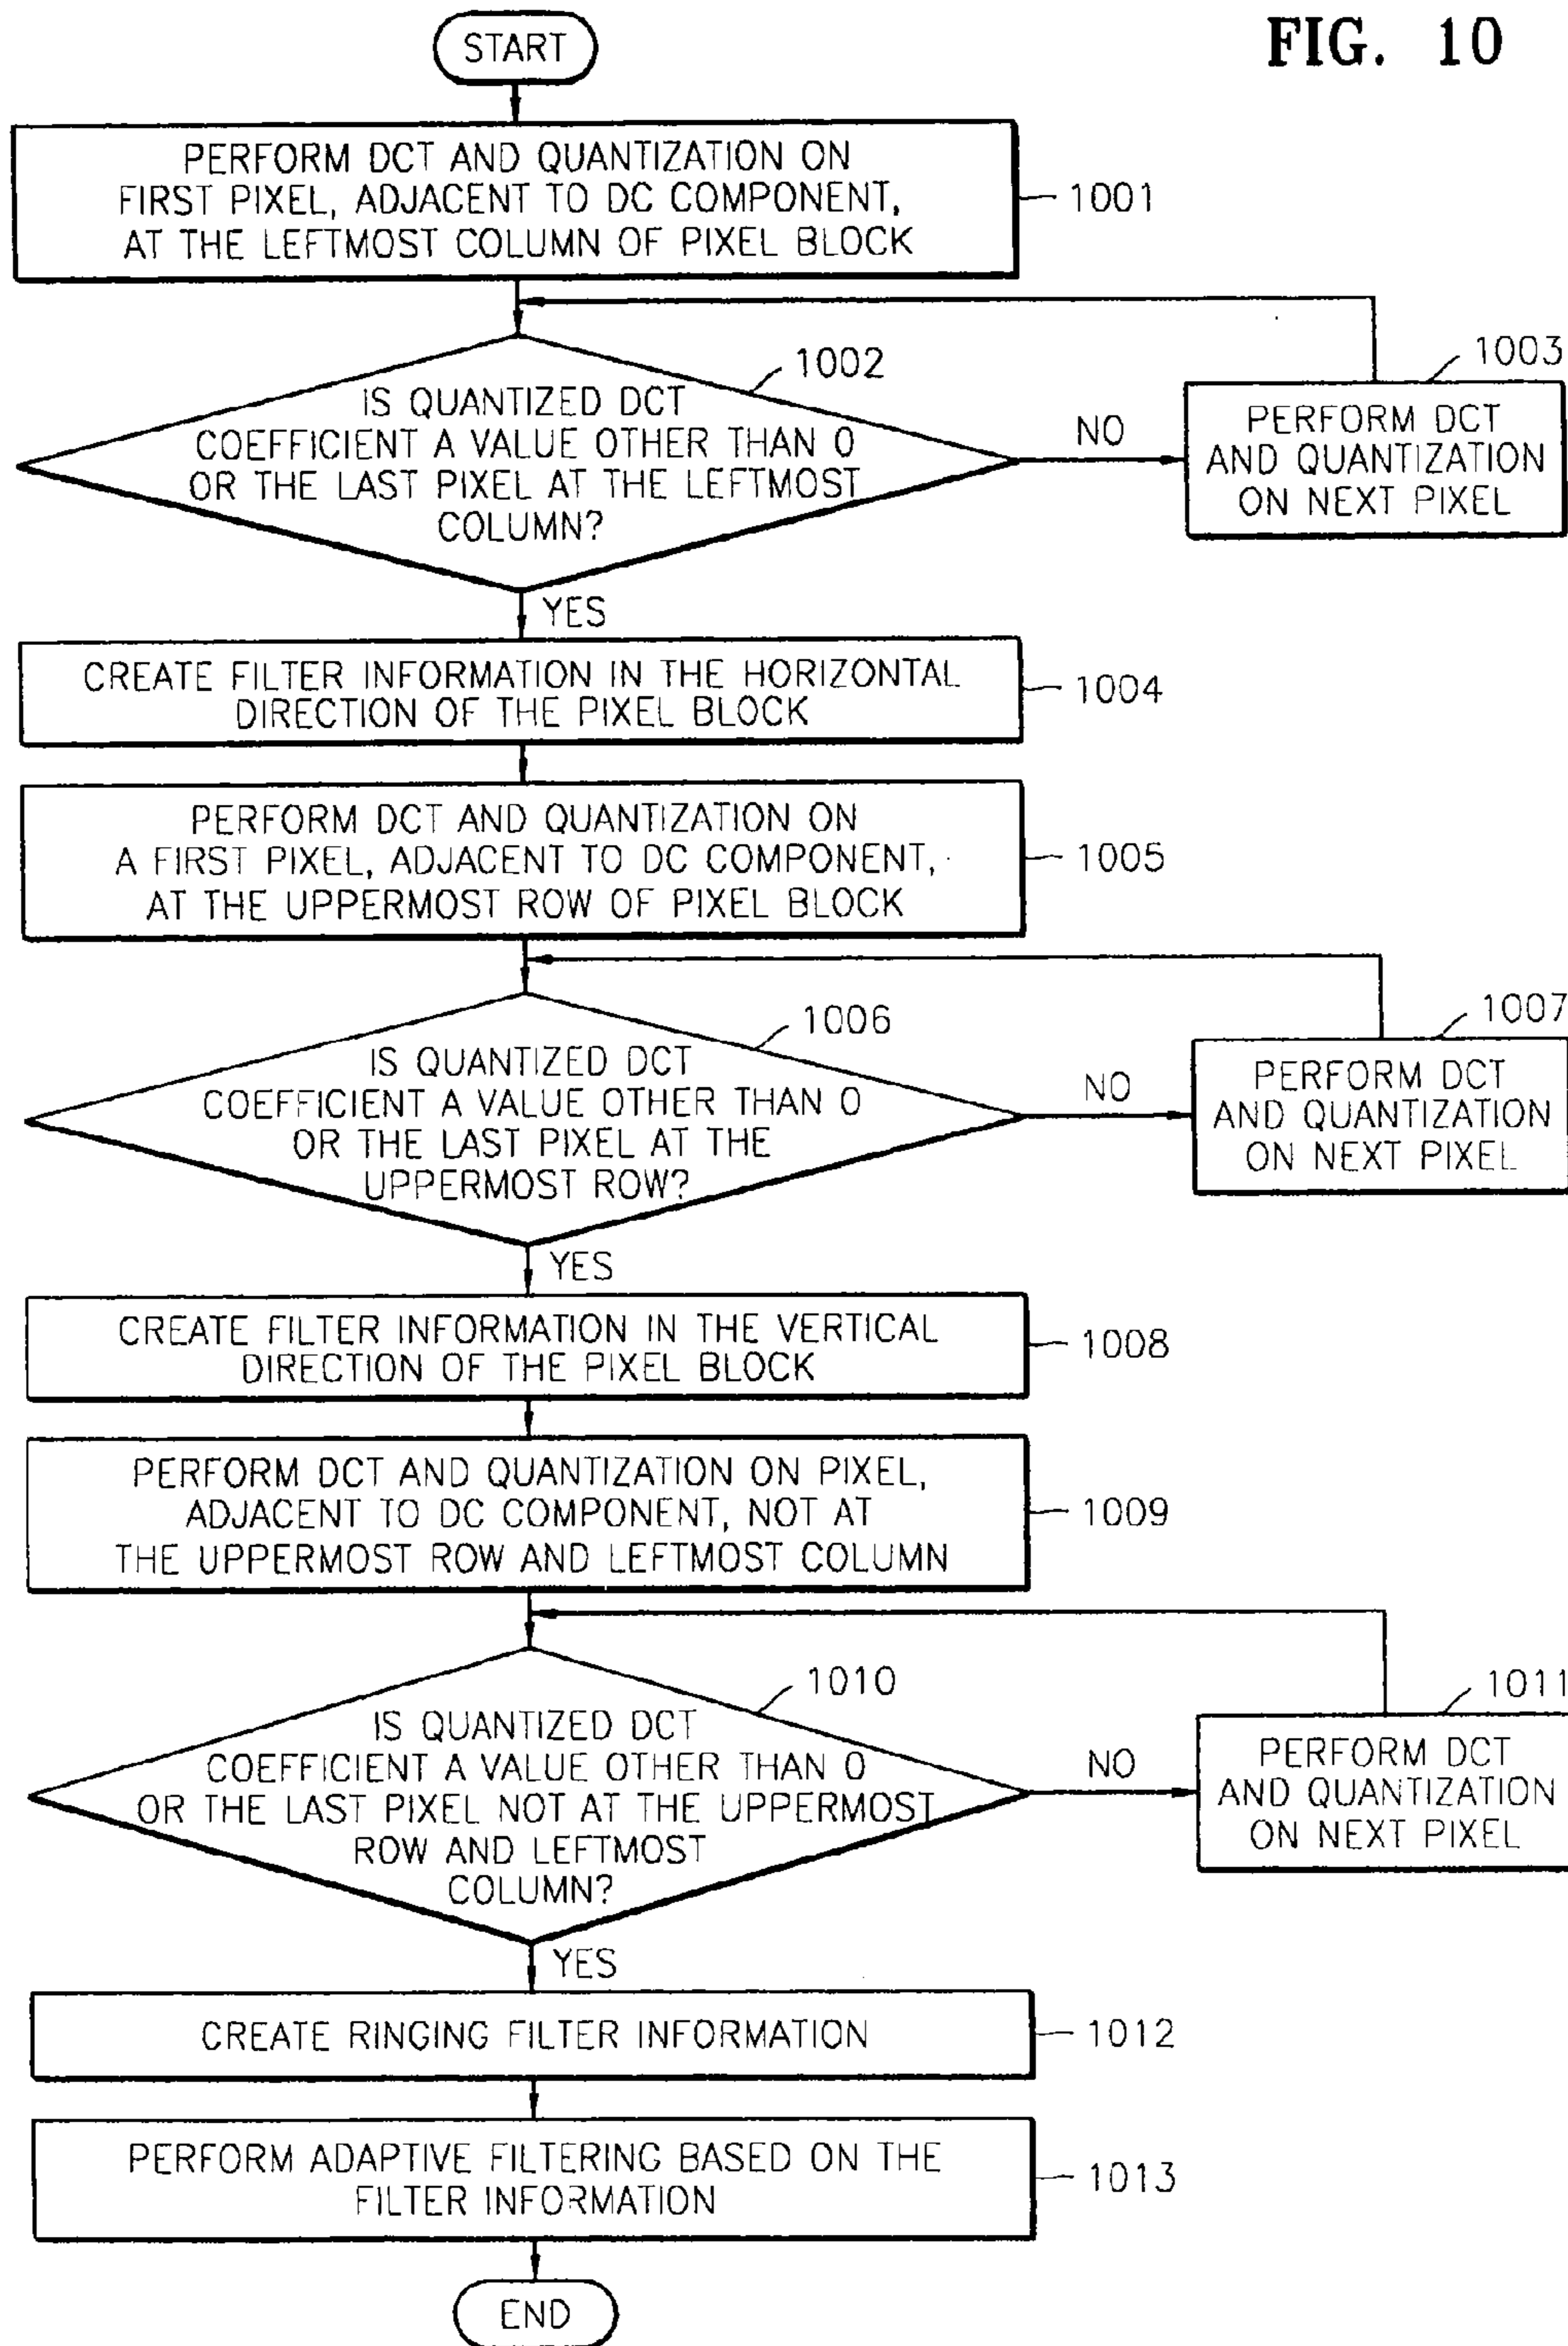 FIG. 10
START
PERFORM DCT AND QUANTIZATION ON
FIRST PIXEL, ADJACENT TO DC COMPONENT,
AT THE LEFTMOST COLUMN OF PIXEL BLOCK
1001
1002
IS QUANTIZED DCT
COEFFICIENT A VALUE OTHER THAN 0
OR THE LAST PIXEL AT THE LEFTMOST
COLUMN?
NO
1003
PERFORM DCT
AND QUANTIZATION
ON NEXT PIXEL
YES
CREATE FILTER INFORMATION IN THE HORIZONTAL
DIRECTION OF THE PIXEL BLOCK
1004
PERFORM DCT AND QUANTIZATION ON
A FIRST PIXEL, ADJACENT TO DC COMPONENT,
AT THE UPPERMOST ROW OF PIXEL BLOCK
1005
1006
IS QUANTIZED DCT
COEFFICIENT A VALUE OTHER THAN 0
OR THE LAST PIXEL AT THE
UPPERMOST ROW?
NO
1007
PERFORM DCT
AND QUANTIZATION
ON NEXT PIXEL
YES
CREATE FILTER INFORMATION IN THE VERTICAL
DIRECTION OF THE PIXEL BLOCK
1008
PERFORM DCT AND QUANTIZATION ON PIXEL,
ADJACENT TO DC COMPONENT, NOT AT
THE UPPERMOST ROW AND LEFTMOST COLUMN
1009
1010
IS QUANTIZED DCT
COEFFICIENT A VALUE OTHER THAN 0
OR THE LAST PIXEL NOT AT THE UPPERMOST
ROW AND LEFTMOST
COLUMN?
NO
1011
PERFORM DCT
AND QUANTIZATION
ON NEXT PIXEL
YES
CREATE RINGING FILTER INFORMATION
1012
PERFORM ADAPTIVE FILTERING BASED ON THE
FILTER INFORMATION
1013
END